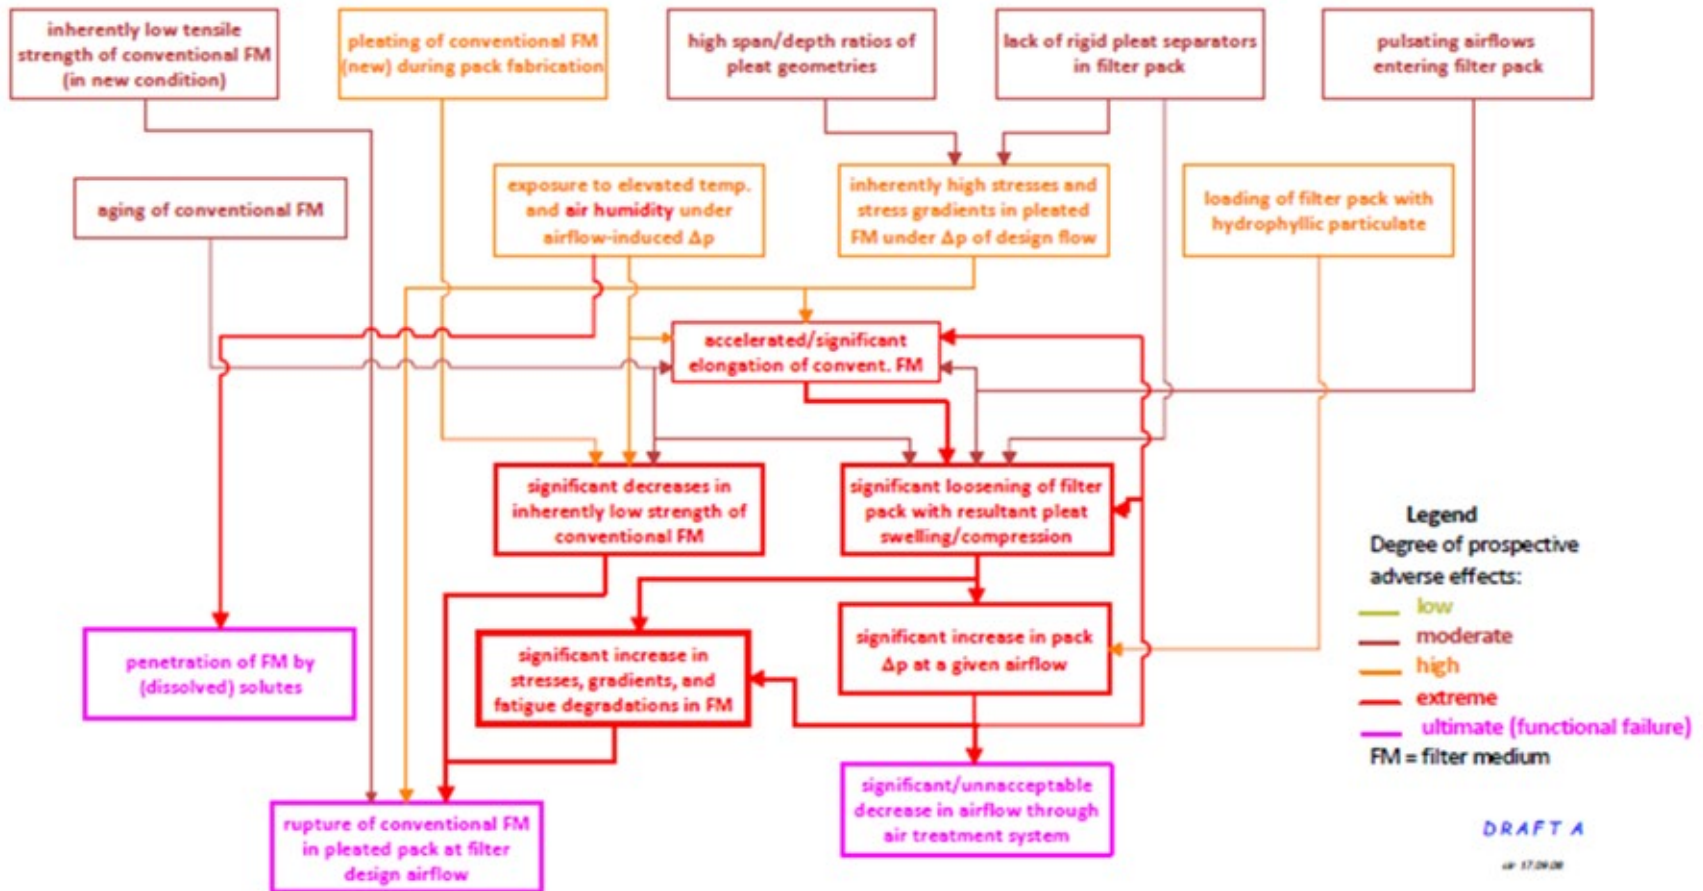 inherently low tensile
strength of conventional FM
(in new condition)
pleating of conventional FM
(new) during pack fabrication
high span/depth ratios of
pleat geometries
lack of rigid pleat separators
in filter pack
pulsating airflows
entering filter pack
aging of conventional FM
exposure to elevated temp.
and air humidity under
airflow-induced Δp
inherently high stresses and
stress gradients in pleated
FM under Δp of design flow
loading of filter pack with
hydrophyllic particulate
accelerated/significant
elongation of convent. FM
significant decreases in
inherently low strength of
conventional FM
significant loosening of filter
pack with resultant pleat
swelling/compression
penetration of FM by
(dissolved) solutes
significant increase in
stresses, gradients, and
fatigue degradations in FM
significant increase in pack
Δp at a given airflow
rupture of conventional FM
in pleated pack at filter
design airflow
significant/unnacceptable
decrease in airflow through
air treatment system
Legend
Degree of prospective
adverse effects:
low
moderate
high
extreme
ultimate (functional failure)
FM = filter medium
DRAFT A